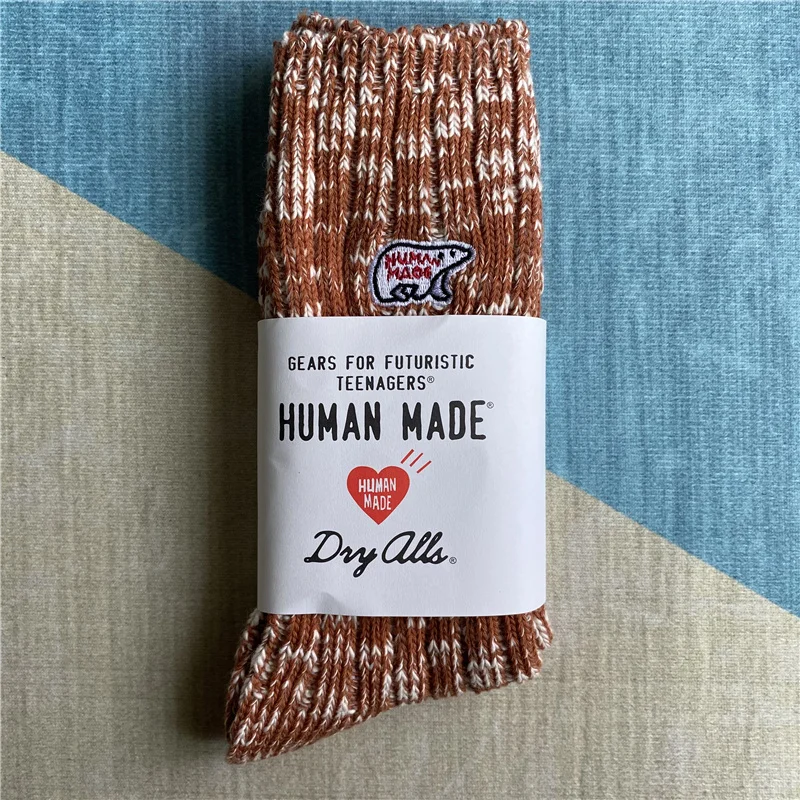 HUMAN
MADE
GEARS FOR FUTURISTIC
TEENAGERS®
HUMAN MADE®
HUMAN
MADE
Dry Alls®